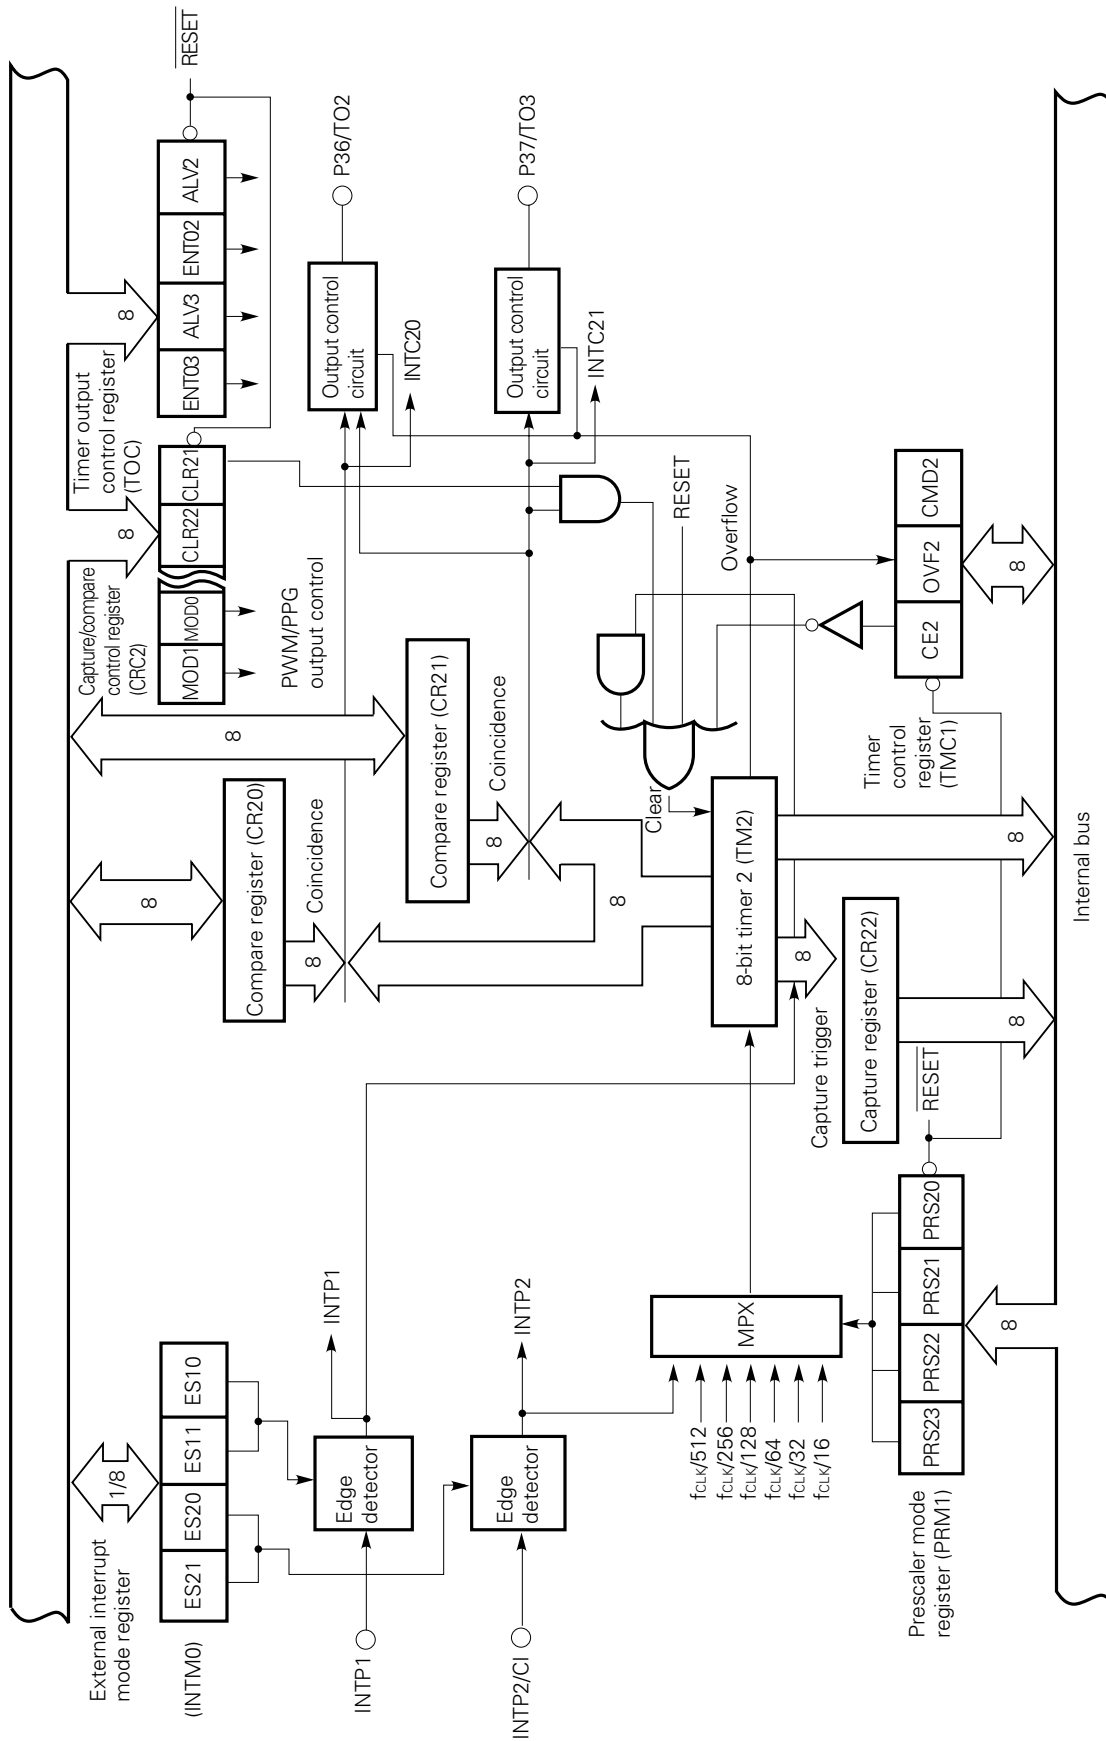 External interrupt
mode register
(INTM0)
1/8
ES21
ES20
ES11
ES10
INTP1
Edge
detector
INTP1
INTP2/CI
Edge
detector
INTP2
fCLK/512
fCLK/256
fCLK/128
fCLK/64
fCLK/32
fCLK/16
MPX
Prescaler mode
register (PRM1)
PRS23
PRS22
PRS21
PRS20
8
RESET
8
Compare register (CR20)
8
Coincidence
8
Compare register (CR21)
8
Coincidence
8
Clear
8-bit timer 2 (TM2)
8
Capture trigger
Capture register (CR22)
8
8
Capture/compare
control register
(CRC2)
8
MOD1
MOD0
CLR22
CLR21
PWM/PPG
output control
Timer output
control register
(TOC)
8
ENT03
ALV3
ENT02
ALV2
RESET
Output control
circuit
P36/TO2
INTC20
Output control
circuit
P37/TO3
INTC21
RESET
Overflow
Timer
control
register
(TMC1)
CE2
OVF2
CMD2
8
Internal bus